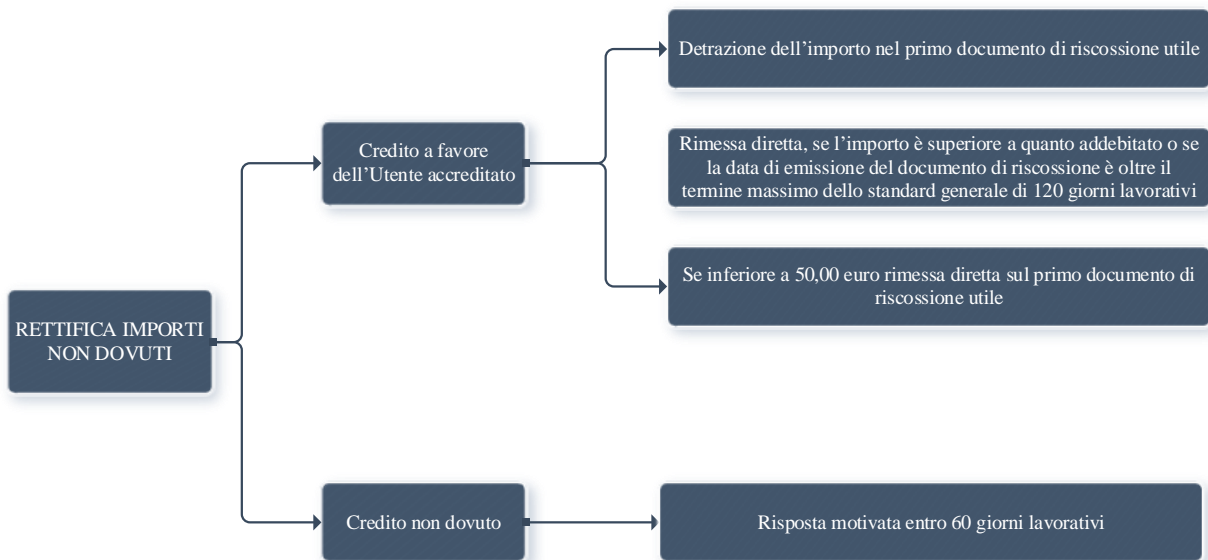 RETTIFICA IMPORTI
NON DOVUTI
Credito a favore
dell’Utente accreditato
Detrazione dell’importo nel primo documento di riscossione utile
Rimessa diretta, se l’importo è superiore a quanto addebitato o se
la data di emissione del documento di riscossione è oltre il
termine massimo dello standard generale di 120 giorni lavorativi
Se inferiore a 50,00 euro rimessa diretta sul primo documento di
riscossione utile
Credito non dovuto
Risposta motivata entro 60 giorni lavorativi